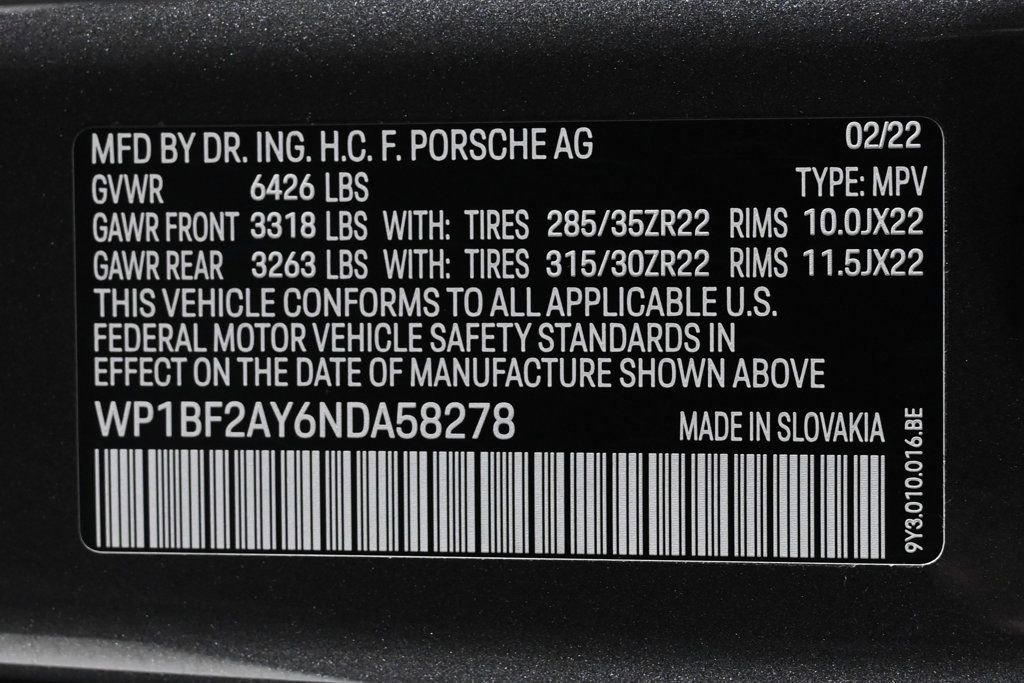 MFD BY DR. ING. H.C. F. PORSCHE AG 02/22
GVWR 6426 LBS TYPE: MPV
GAWR FRONT 3318 LBS WITH: TIRES 285/35ZR22 RIMS 10.0JX22
GAWR REAR 3263 LBS WITH: TIRES 315/30ZR22 RIMS 11.5JX22
THIS VEHICLE CONFORMS TO ALL APPLICABLE U.S.
FEDERAL MOTOR VEHICLE SAFETY STANDARDS IN
EFFECT ON THE DATE OF MANUFACTURE SHOWN ABOVE
WP1BF2AY6NDA58278 MADE IN SLOVAKIA
9Y3.010.016.BE